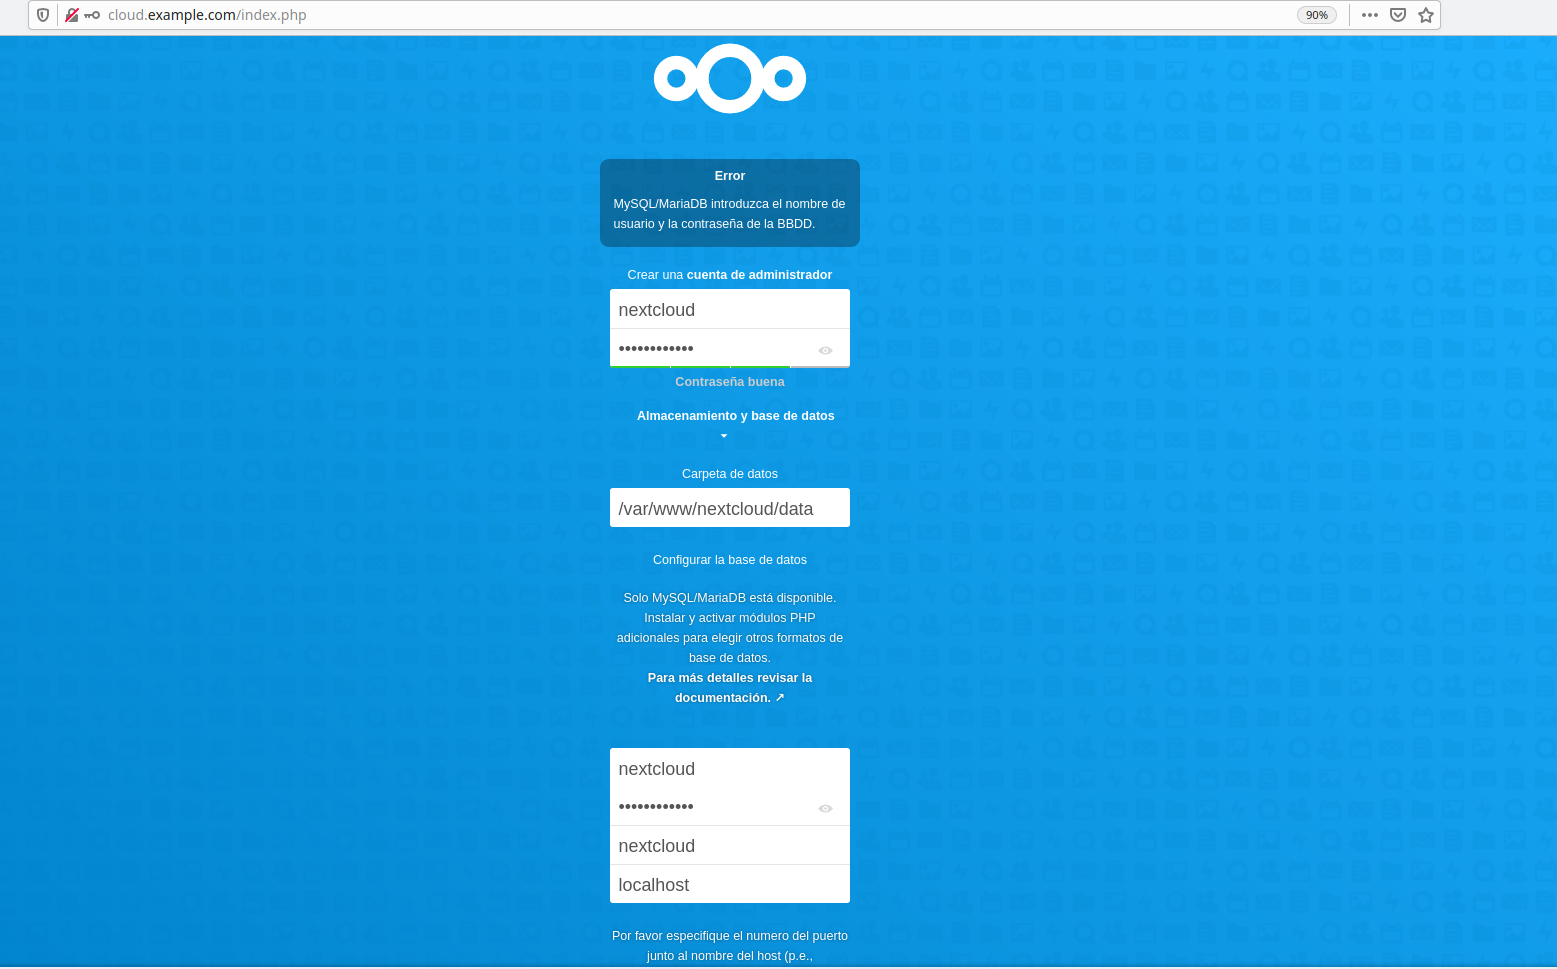 cloud.example.com/index.php
90%
Error
MySQL/MariaDB introduzca el nombre de
usuario y la contraseña de la BBDD.
Crear una cuenta de administrador
nextcloud
••••••••••••
Contraseña buena
Almacenamiento y base de datos
Carpeta de datos
/var/www/nextcloud/data
Configurar la base de datos
Solo MySQL/MariaDB está disponible.
Instalar y activar módulos PHP
adicionales para elegir otros formatos de
base de datos.
Para más detalles revisar la
documentación. ↗
nextcloud
••••••••••••
nextcloud
localhost
Por favor especifique el numero del puerto
junto al nombre del host (p.e.,